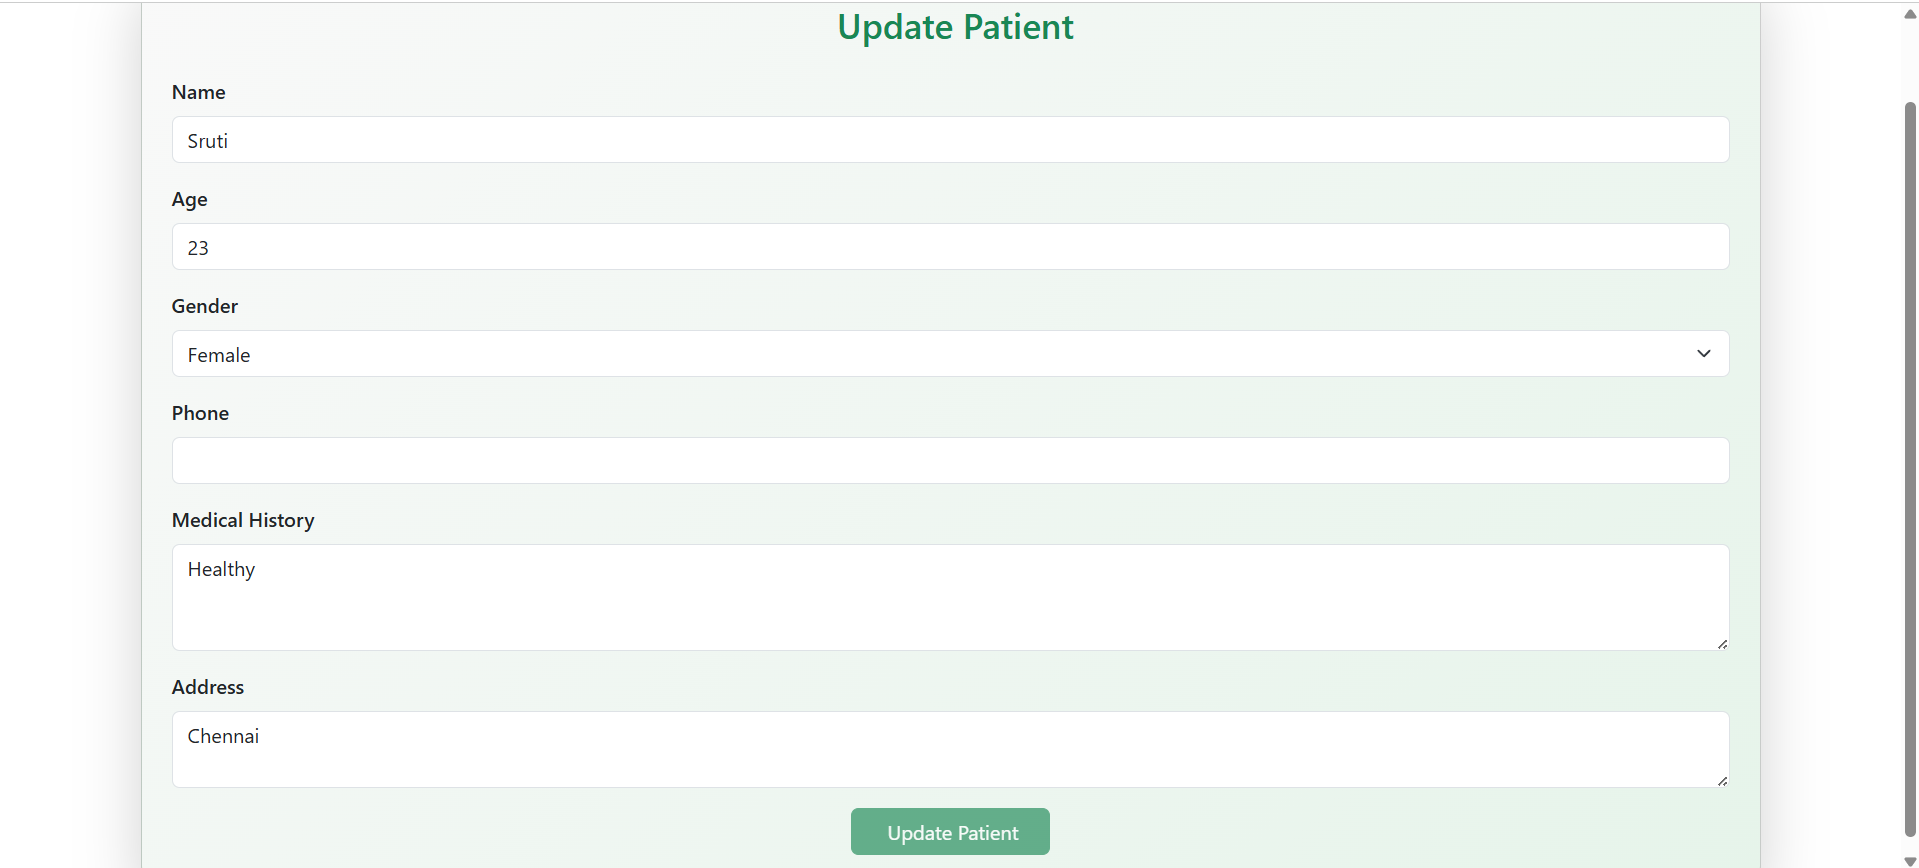 Update Patient
Name
Sruti
Age
23
Gender
Female
Phone
Medical History
Healthy
Address
Chennai
Update Patient